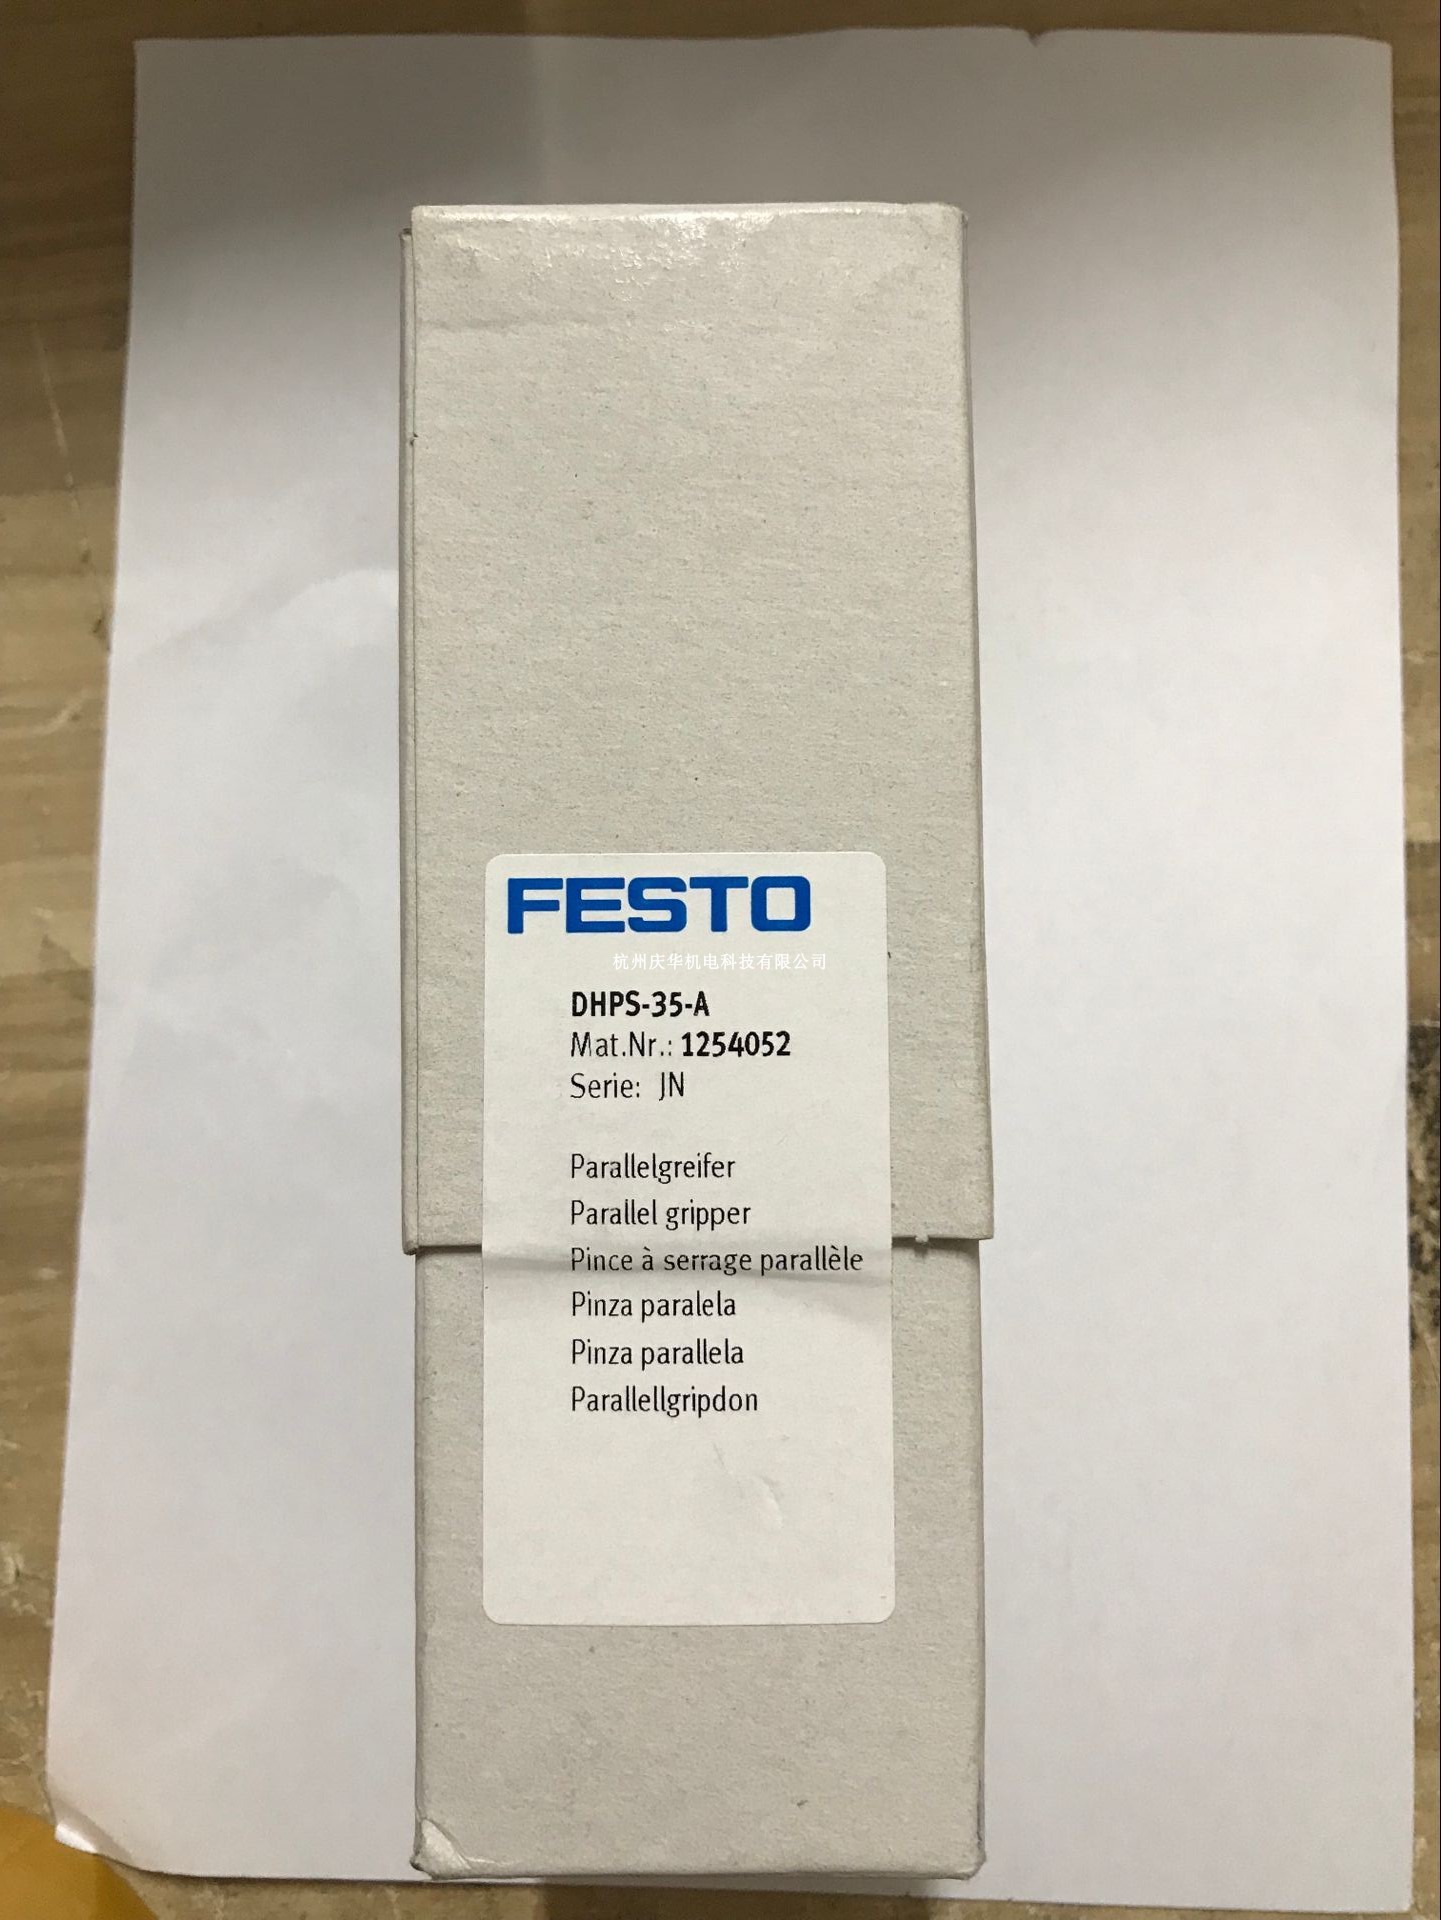 FESTO
杭州庆华机电科技有限公司
DHPS-35-A
Mat.Nr.: 1254052
Serie: JN
Parallelgreifer
Parallel gripper
Pince à serrage parallèle
Pinza paralela
Pinza parallela
Parallellgripdon